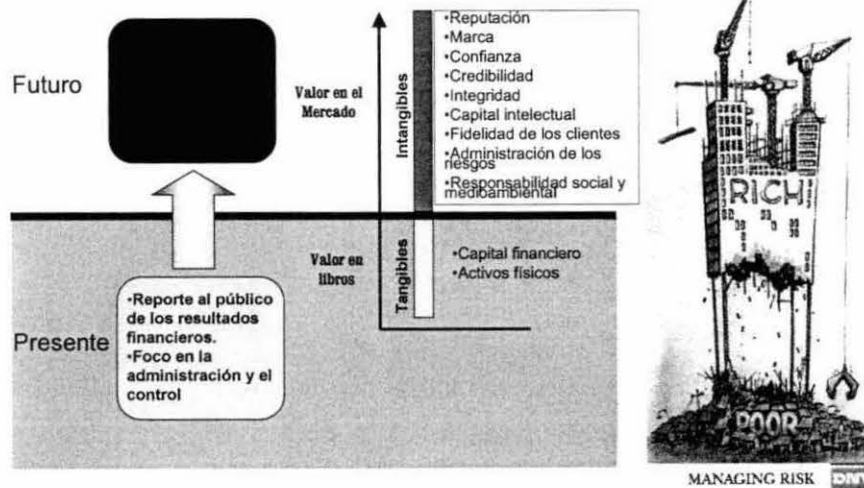 Futuro
Valor en el
Mercado
Intangibles
•Reputación
•Marca
•Confianza
•Credibilidad
•Integridad
•Capital intelectual
•Fidelidad de los clientes
•Administración de los
riesgos
•Responsabilidad social y
medioambiental
RICH
Presente
•Reporte al público
de los resultados
financieros.
•Foco en la
administración y el
control
Valor en
libros
Tangibles
•Capital financiero
•Activos físicos
POOR
MANAGING RISK
DNV